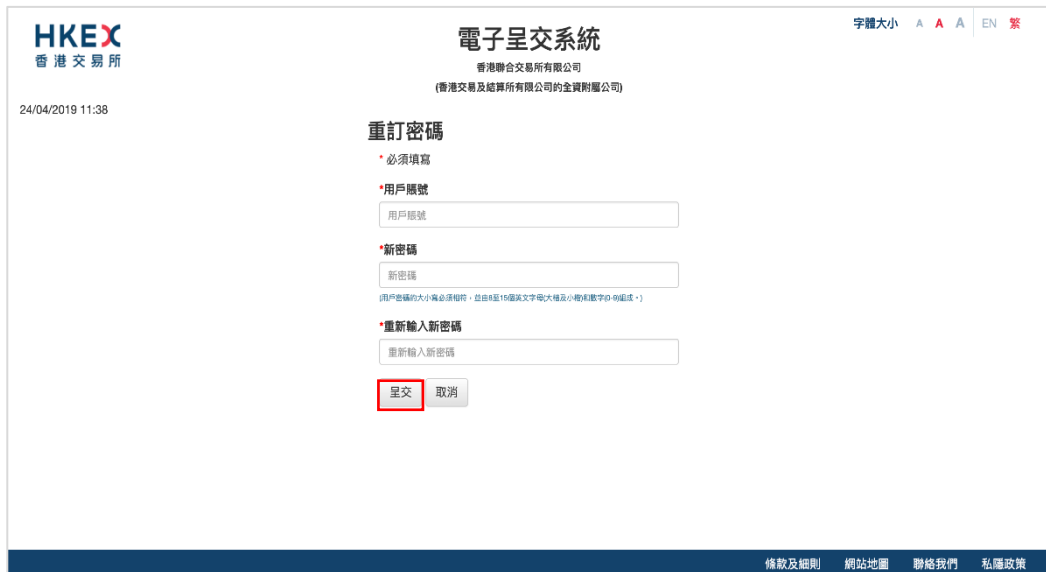 HKEX
香港交易所
電子呈交系統
香港聯合交易所有限公司
(香港交易及結算所有限公司的全資附屬公司)
字體大小 A A A EN 繁
24/04/2019 11:38
重訂密碼
* 必須填寫
*用戶賬號
用戶賬號
*新密碼
新密碼
(用戶密碼的大小寫必須相符，並由8至15個英文字母(大楷及小楷)和數字(0-9)組成。)
*重新輸入新密碼
重新輸入新密碼
呈交 取消
條款及細則 網站地圖 聯絡我們 私隱政策